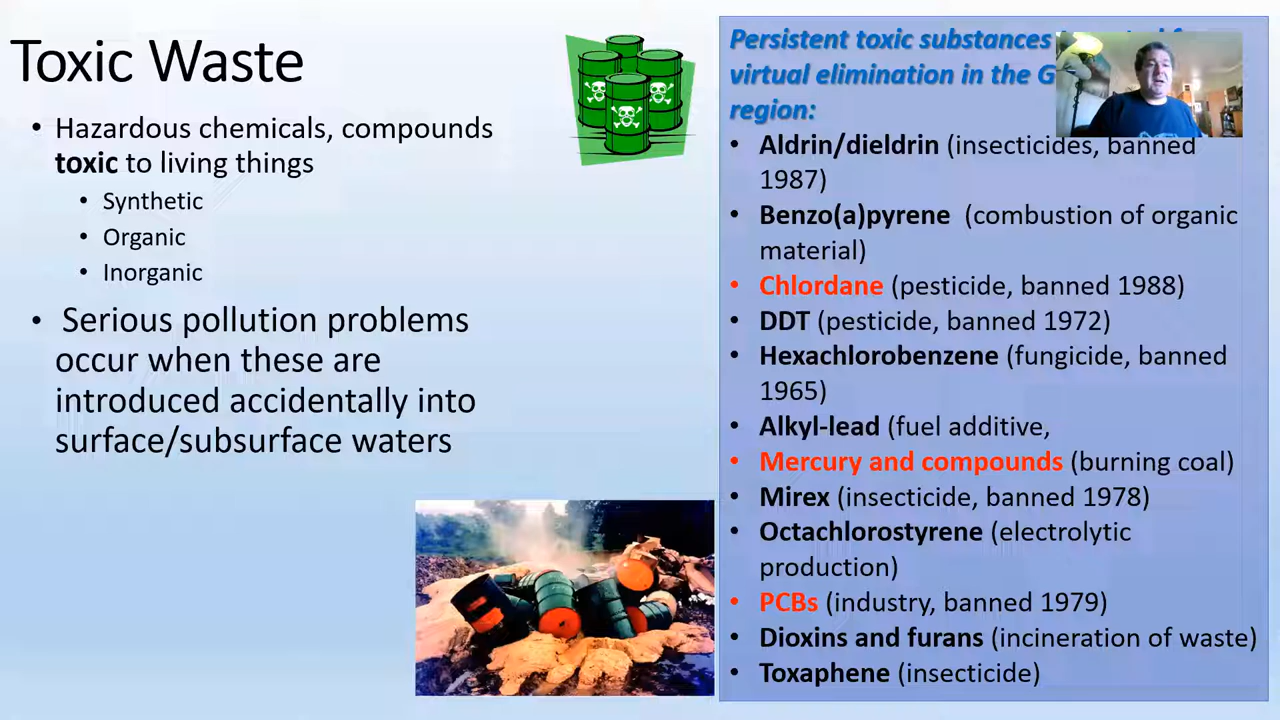 Toxic Waste
• Hazardous chemicals, compounds
toxic to living things
• Synthetic
• Organic
• Inorganic
• Serious pollution problems
occur when these are
introduced accidentally into
surface/subsurface waters
Persistent toxic substances
virtual elimination in the
region:
• Aldrin/dieldrin (insecticides, banned
1987)
• Benzo(a)pyrene (combustion of organic
material)
• Chlordane (pesticide, banned 1988)
• DDT (pesticide, banned 1972)
• Hexachlorobenzene (fungicide, banned
1965)
• Alkyl-lead (fuel additive,
• Mercury and compounds (burning coal)
• Mirex (insecticide, banned 1978)
• Octachlorostyrene (electrolytic
production)
• PCBs (industry, banned 1979)
• Dioxins and furans (incineration of waste)
• Toxaphene (insecticide)